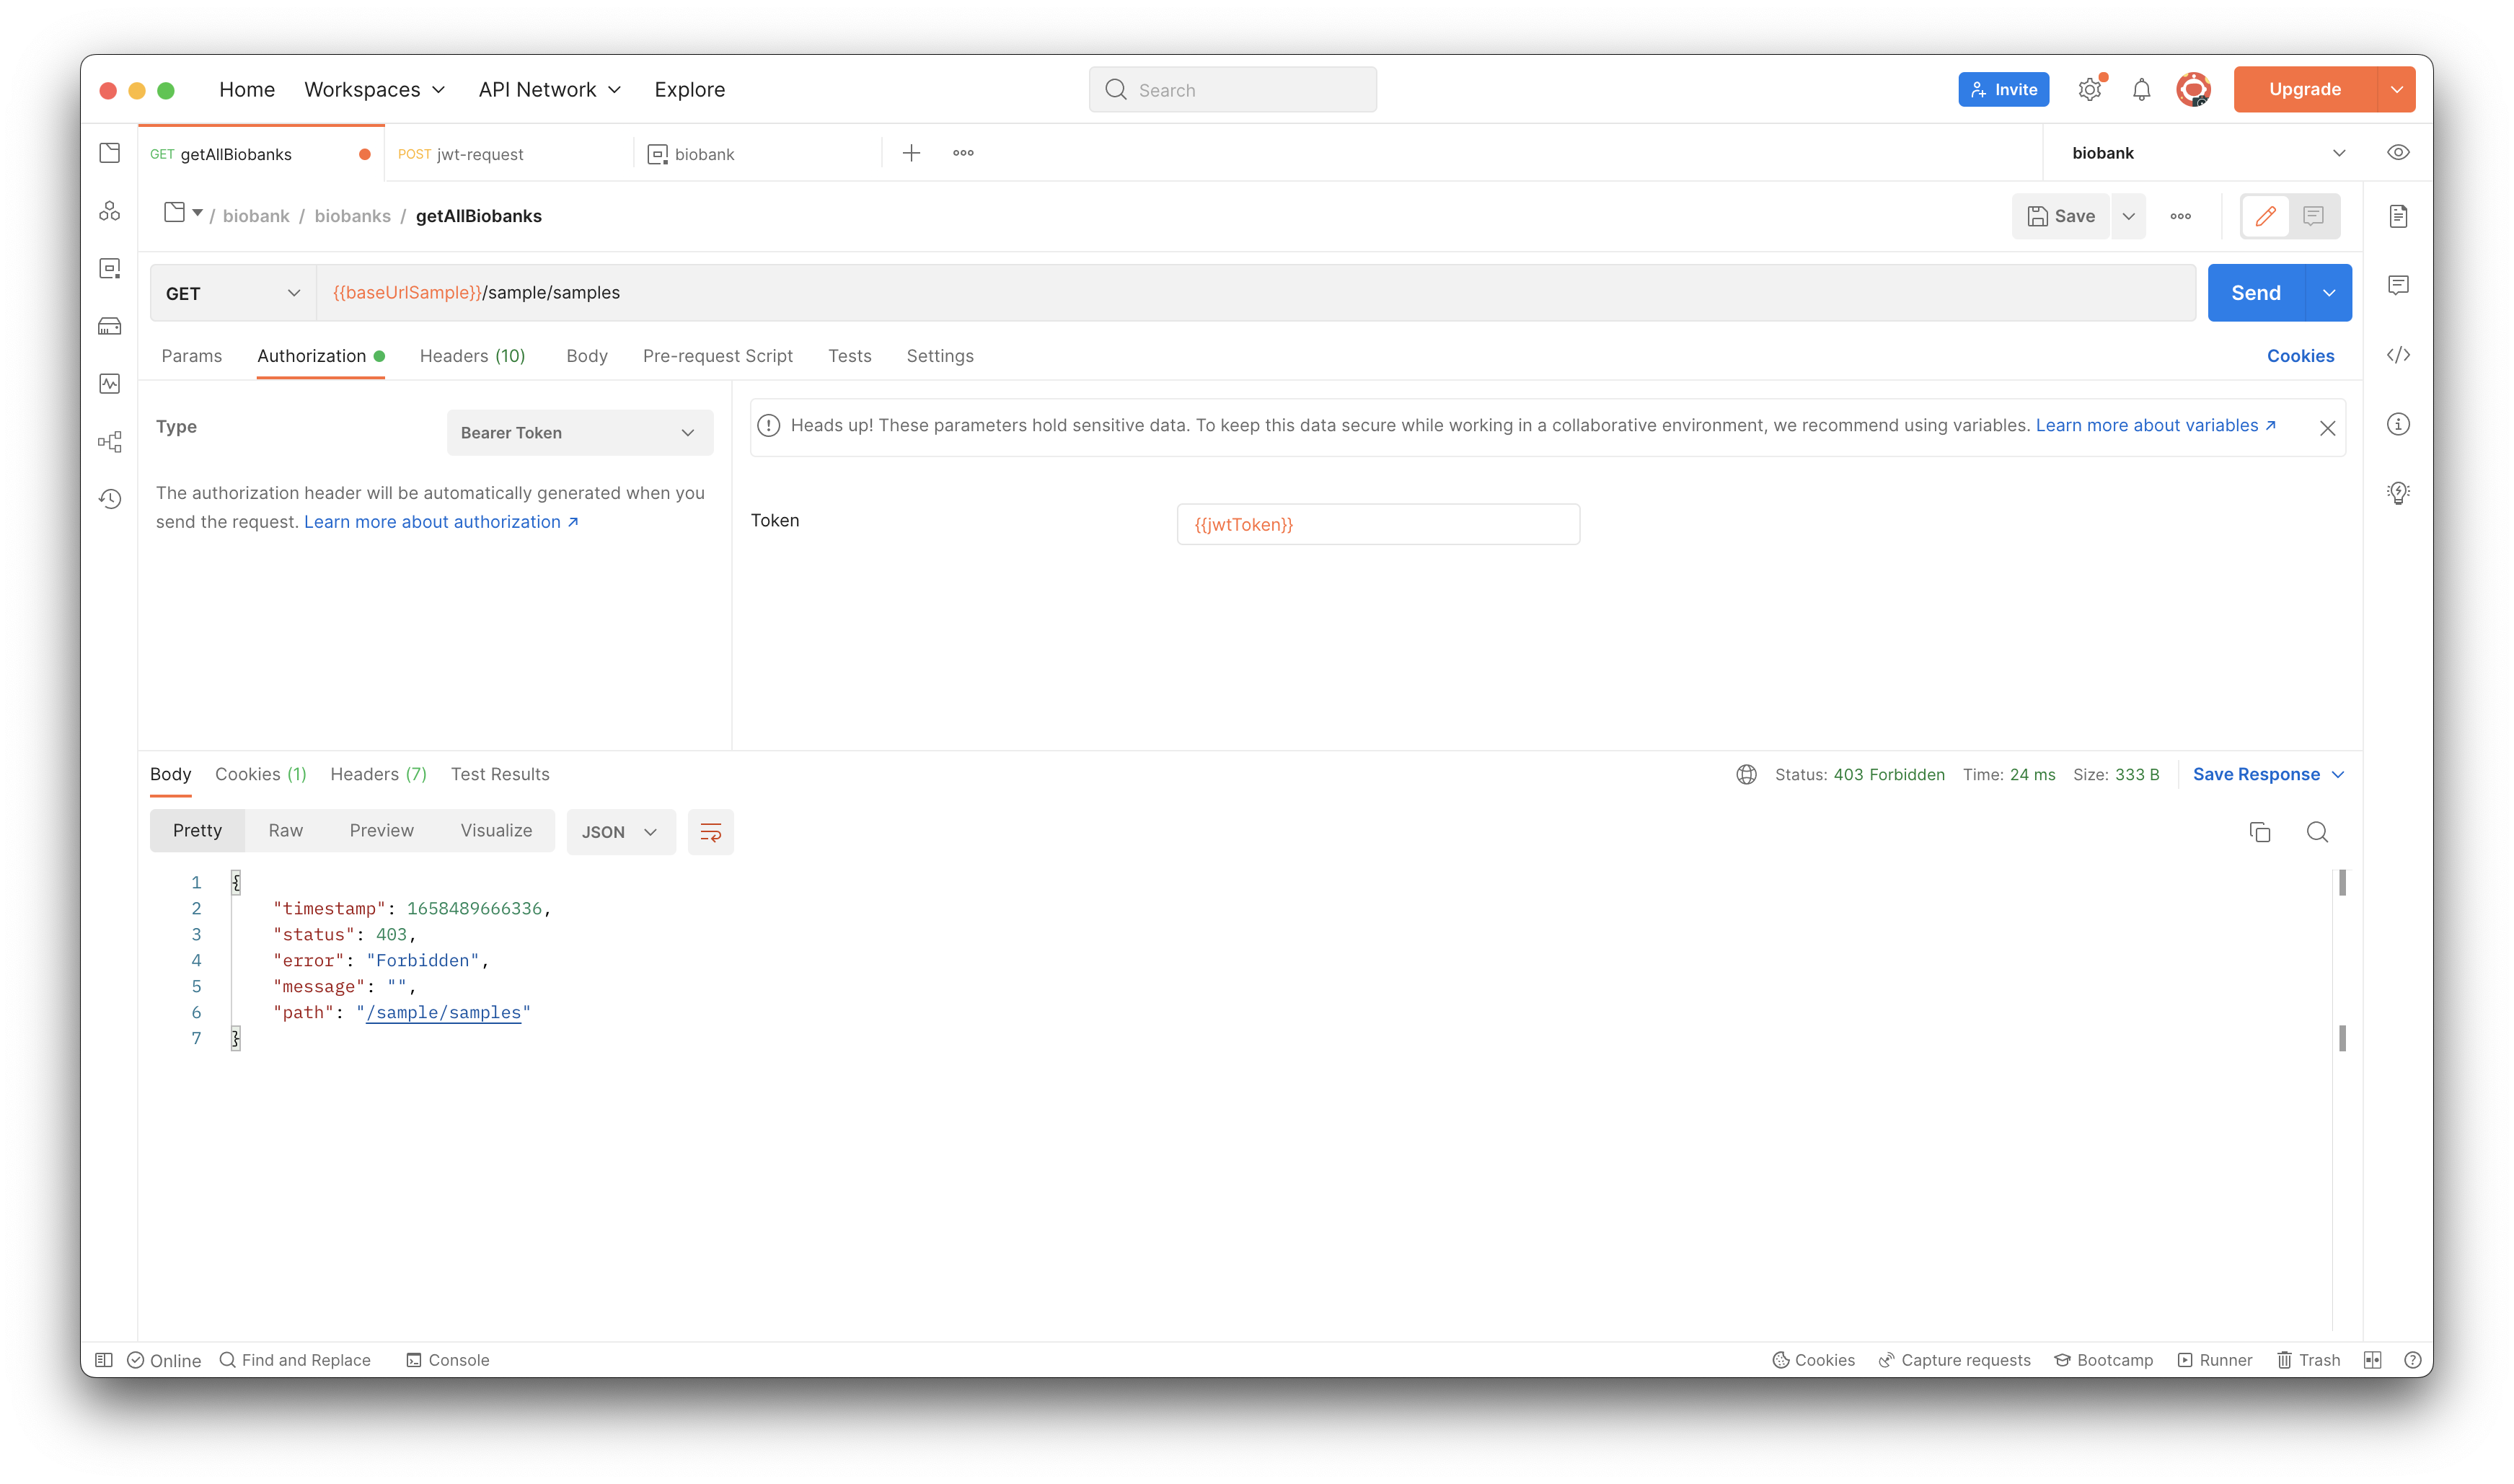 Home Workspaces API Network Explore Search Invite Upgrade
GET getAllBiobanks POST jwt-request biobank biobank
/ biobank / biobanks / getAllBiobanks Save
GET {{baseUrlSample}}/sample/samples Send
Params Authorization Headers (10) Body Pre-request Script Tests Settings Cookies
Type Bearer Token
The authorization header will be automatically generated when you
send the request. Learn more about authorization ↗
Heads up! These parameters hold sensitive data. To keep this data secure while working in a collaborative environment, we recommend using variables. Learn more about variables ↗
Token {{jwtToken}}
Body Cookies (1) Headers (7) Test Results Status: 403 Forbidden Time: 24 ms Size: 333 B Save Response
Pretty Raw Preview Visualize JSON
1 {
2 "timestamp": 1658489666336,
3 "status": 403,
4 "error": "Forbidden",
5 "message": "",
6 "path": "/sample/samples"
7 }
Online Find and Replace Console Cookies Capture requests Bootcamp Runner Trash